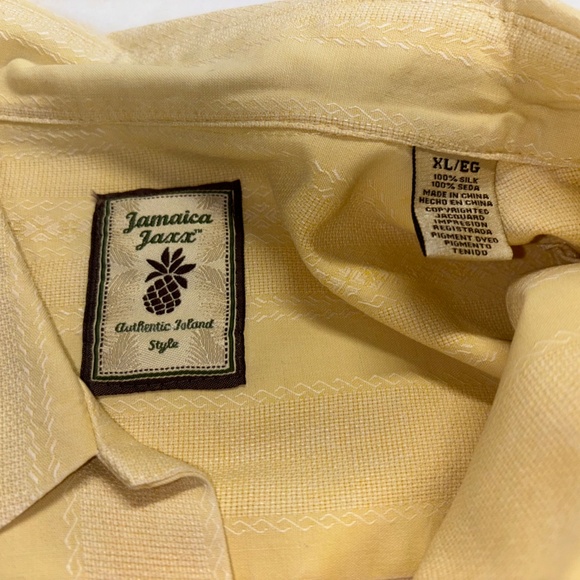 Jamaica
Jaxx™
Authentic Island
Style
XL/EG
100% SILK
100% SEDA
MADE IN CHINA
HECHO EN CHINA
COPYRIGHTED
JACQUARD
IMPRESION
REGISTRADA
PIGMENT DYED
PIGMENTO
TENIDO